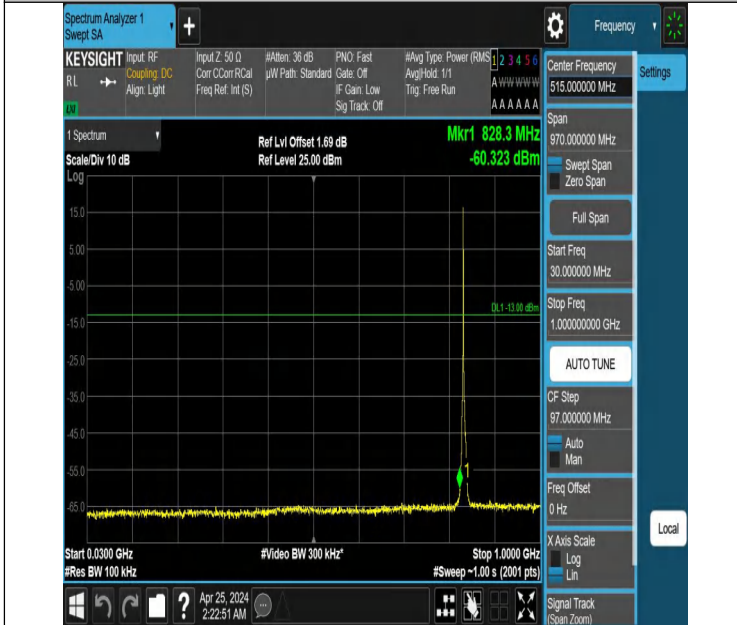 Spectrum Analyzer 1
Swept SA
+
Frequency
KEYSIGHT
RL
LXI
Input: RF
Coupling: DC
Align: Light
Input Z: 50 Ω
Corr CCorr RCal
Freq Ref: Int (S)
#Atten: 36 dB
µW Path: Standard
PNO: Fast
Gate: Off
IF Gain: Low
Sig Track: Off
#Avg Type: Power (RMS
Avg|Hold: 1/1
Trig: Free Run
1 2 3 4 5 6
A W W W W W
A A A A A A
1 Spectrum
Scale/Div 10 dB
Log
Ref Lvl Offset 1.69 dB
Ref Level 25.00 dBm
Mkr1 828.3 MHz
-60.323 dBm
15.0
5.00
-5.00
-15.0
-25.0
-35.0
-45.0
-55.0
-65.0
DL1 -13.00 dBm
1
Start 0.0300 GHz
#Res BW 100 kHz
#Video BW 300 kHz*
Stop 1.0000 GHz
#Sweep ~1.00 s (2001 pts)
?
Apr 25, 2024
2:22:51 AM
Center Frequency
515.000000 MHz
Span
970.000000 MHz
Swept Span
Zero Span
Full Span
Start Freq
30.000000 MHz
Stop Freq
1.000000000 GHz
AUTO TUNE
CF Step
97.000000 MHz
Auto
Man
Freq Offset
0 Hz
X Axis Scale
Log
Lin
Signal Track
(Span Zoom)
Settings
Local